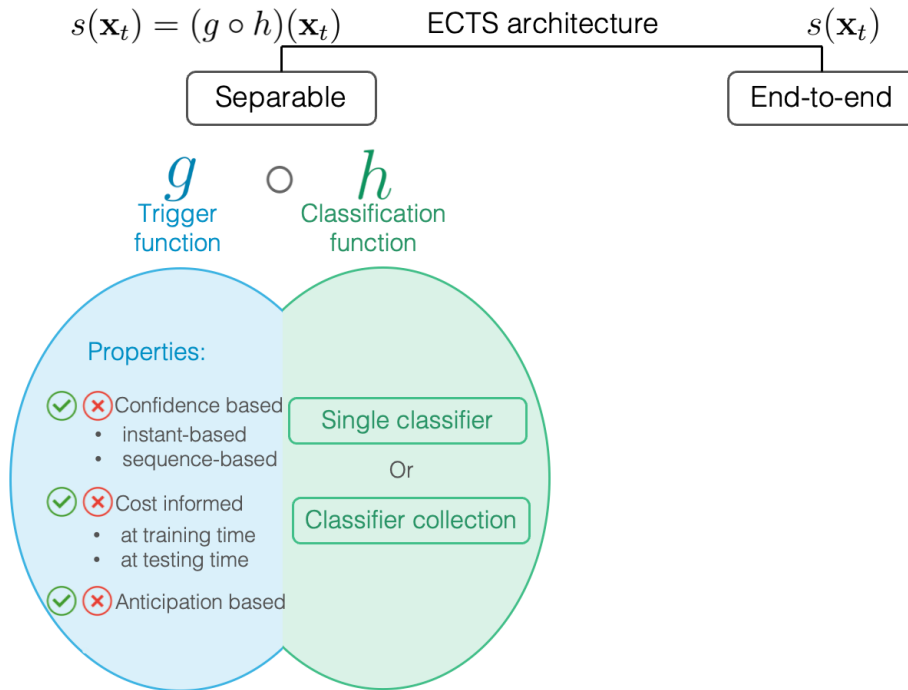 s(x_t) = (g ∘ h)(x_t) ECTS architecture s(x_t)
Separable End-to-end
g ∘ h
Trigger function
Classification function
Properties:
Confidence based
• instant-based
• sequence-based
Cost informed
• at training time
• at testing time
Anticipation based
Single classifier
Or
Classifier collection